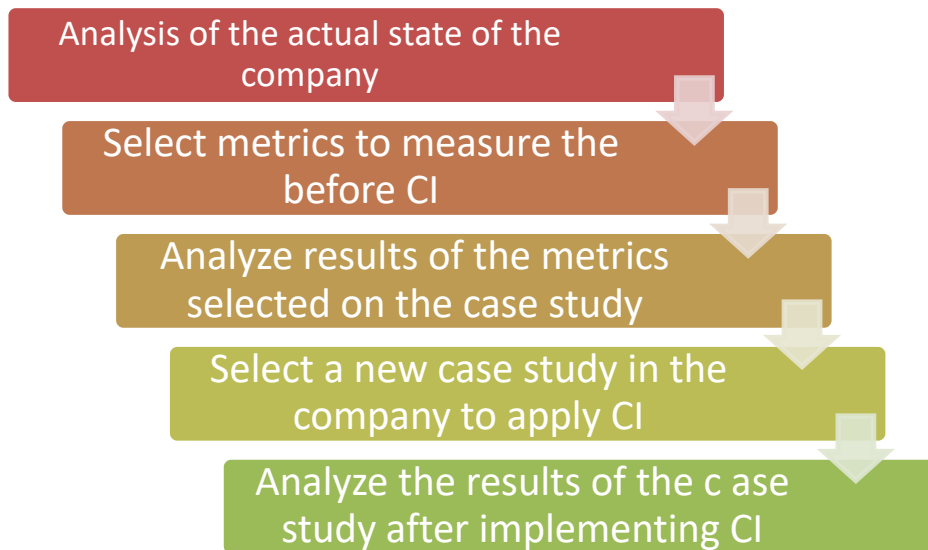 Analysis of the actual state of the
company
Select metrics to measure the
before CI
Analyze results of the metrics
selected on the case study
Select a new case study in the
company to apply CI
Analyze the results of the c ase
study after implementing CI